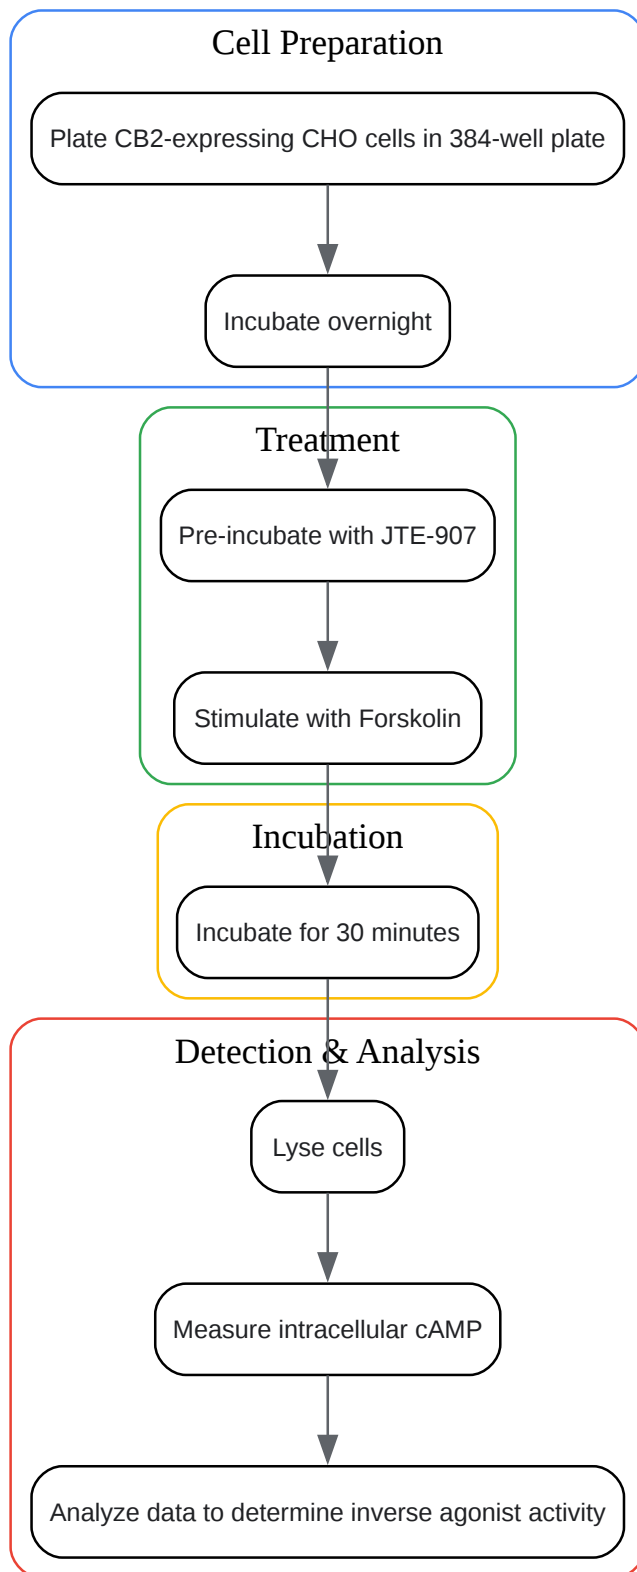 Cell Preparation
Plate CB2-expressing CHO cells in 384-well plate
Incubate overnight
Treatment
Pre-incubate with JTE-907
Stimulate with Forskolin
Incubation
Incubate for 30 minutes
Detection & Analysis
Lyse cells
Measure intracellular cAMP
Analyze data to determine inverse agonist activity